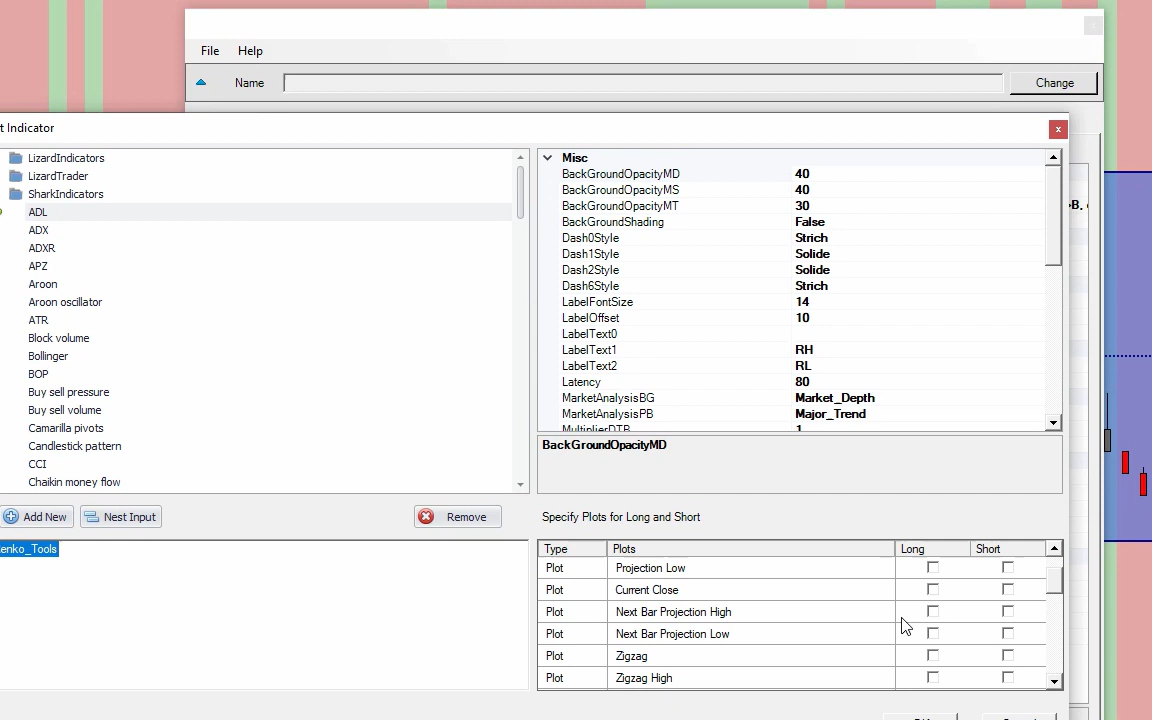 File Help
Name Change
t Indicator
LizardIndicators
LizardTrader
SharkIndicators
ADL
ADX
ADXR
APZ
Aroon
Aroon oscillator
ATR
Block volume
Bollinger
BOP
Buy sell pressure
Buy sell volume
Camarilla pivots
Candlestick pattern
CCI
Chaikin money flow
Misc
BackGroundOpacityMD 40
BackGroundOpacityMS 40
BackGroundOpacityMT 30
BackGroundShading False
Dash0Style Strich
Dash1Style Solide
Dash2Style Solide
Dash6Style Strich
LabelFontSize 14
LabelOffset 10
LabelText0
LabelText1 RH
LabelText2 RL
Latency 80
MarketAnalysisBG Market_Depth
MarketAnalysisPB Major_Trend
MultiplierDTB 1
BackGroundOpacityMD
Add New Nest Input Remove
Specify Plots for Long and Short
enko_Tools
Type Plots Long Short
Plot Projection Low
Plot Current Close
Plot Next Bar Projection High
Plot Next Bar Projection Low
Plot Zigzag
Plot Zigzag High